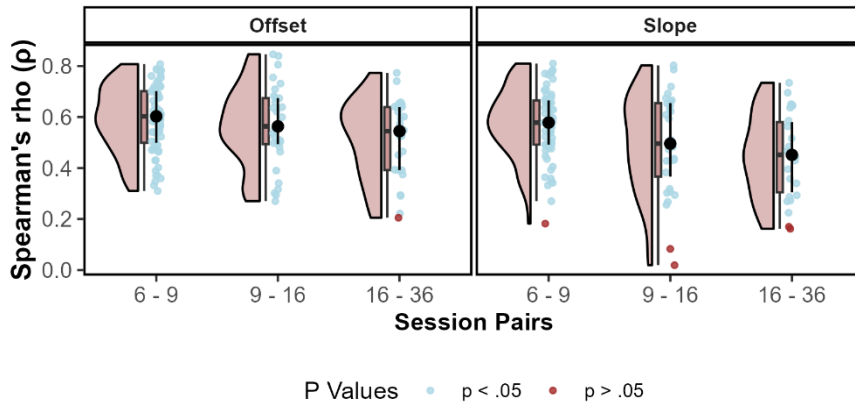 Offset Slope
Spearman's rho (ρ)
0.8
0.6
0.4
0.2
0.0
6 - 9 9 - 16 16 - 36 6 - 9 9 - 16 16 - 36
Session Pairs
P Values p < .05 p > .05